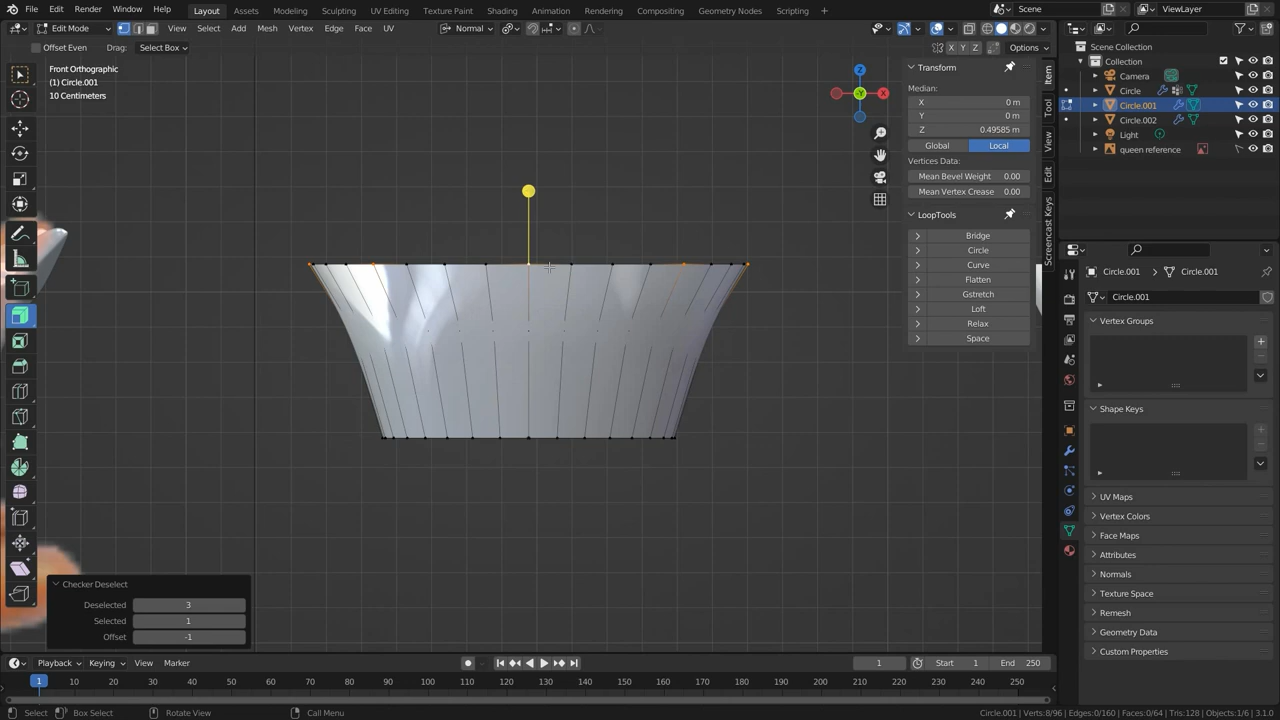 File Edit Render Window Help Layout Assets Modeling Sculpting UV Editing Texture Paint Shading Animation Rendering Compositing Geometry Nodes Scripting Scene ViewLayer
Edit Mode View Select Add Mesh Vertex Edge Face UV Normal
Offset Even Drag: Select Box X Y Z Options
Front Orthographic
(1) Circle.001
10 Centimeters
Z
X
-Y
Transform
Median:
X 0 m
Y 0 m
Z 0.49585 m
Global Local
Vertices Data:
Mean Bevel Weight 0.00
Mean Vertex Crease 0.00
LoopTools
Bridge
Circle
Curve
Flatten
Gstretch
Loft
Relax
Space
Item
Tool
View
Edit
Screencast Keys
Scene Collection
Collection
Camera
Circle
Circle.001
Circle.002
Light
queen reference
Circle.001 Circle.001
Circle.001
Vertex Groups
Shape Keys
UV Maps
Vertex Colors
Face Maps
Attributes
Normals
Texture Space
Remesh
Geometry Data
Custom Properties
Checker Deselect
Deselected 3
Selected 1
Offset -1
Playback Keying View Marker 1 Start 1 End 250
1 10 20 30 40 50 60 70 80 90 100 110 120 130 140 150 160 170 180 190 200 210 220 230 240 250
Select Box Select Rotate View Call Menu Circle.001 | Verts:8/96 | Edges:0/160 | Faces:0/64 | Tris:128 | Objects:1/6 | 3.1.0